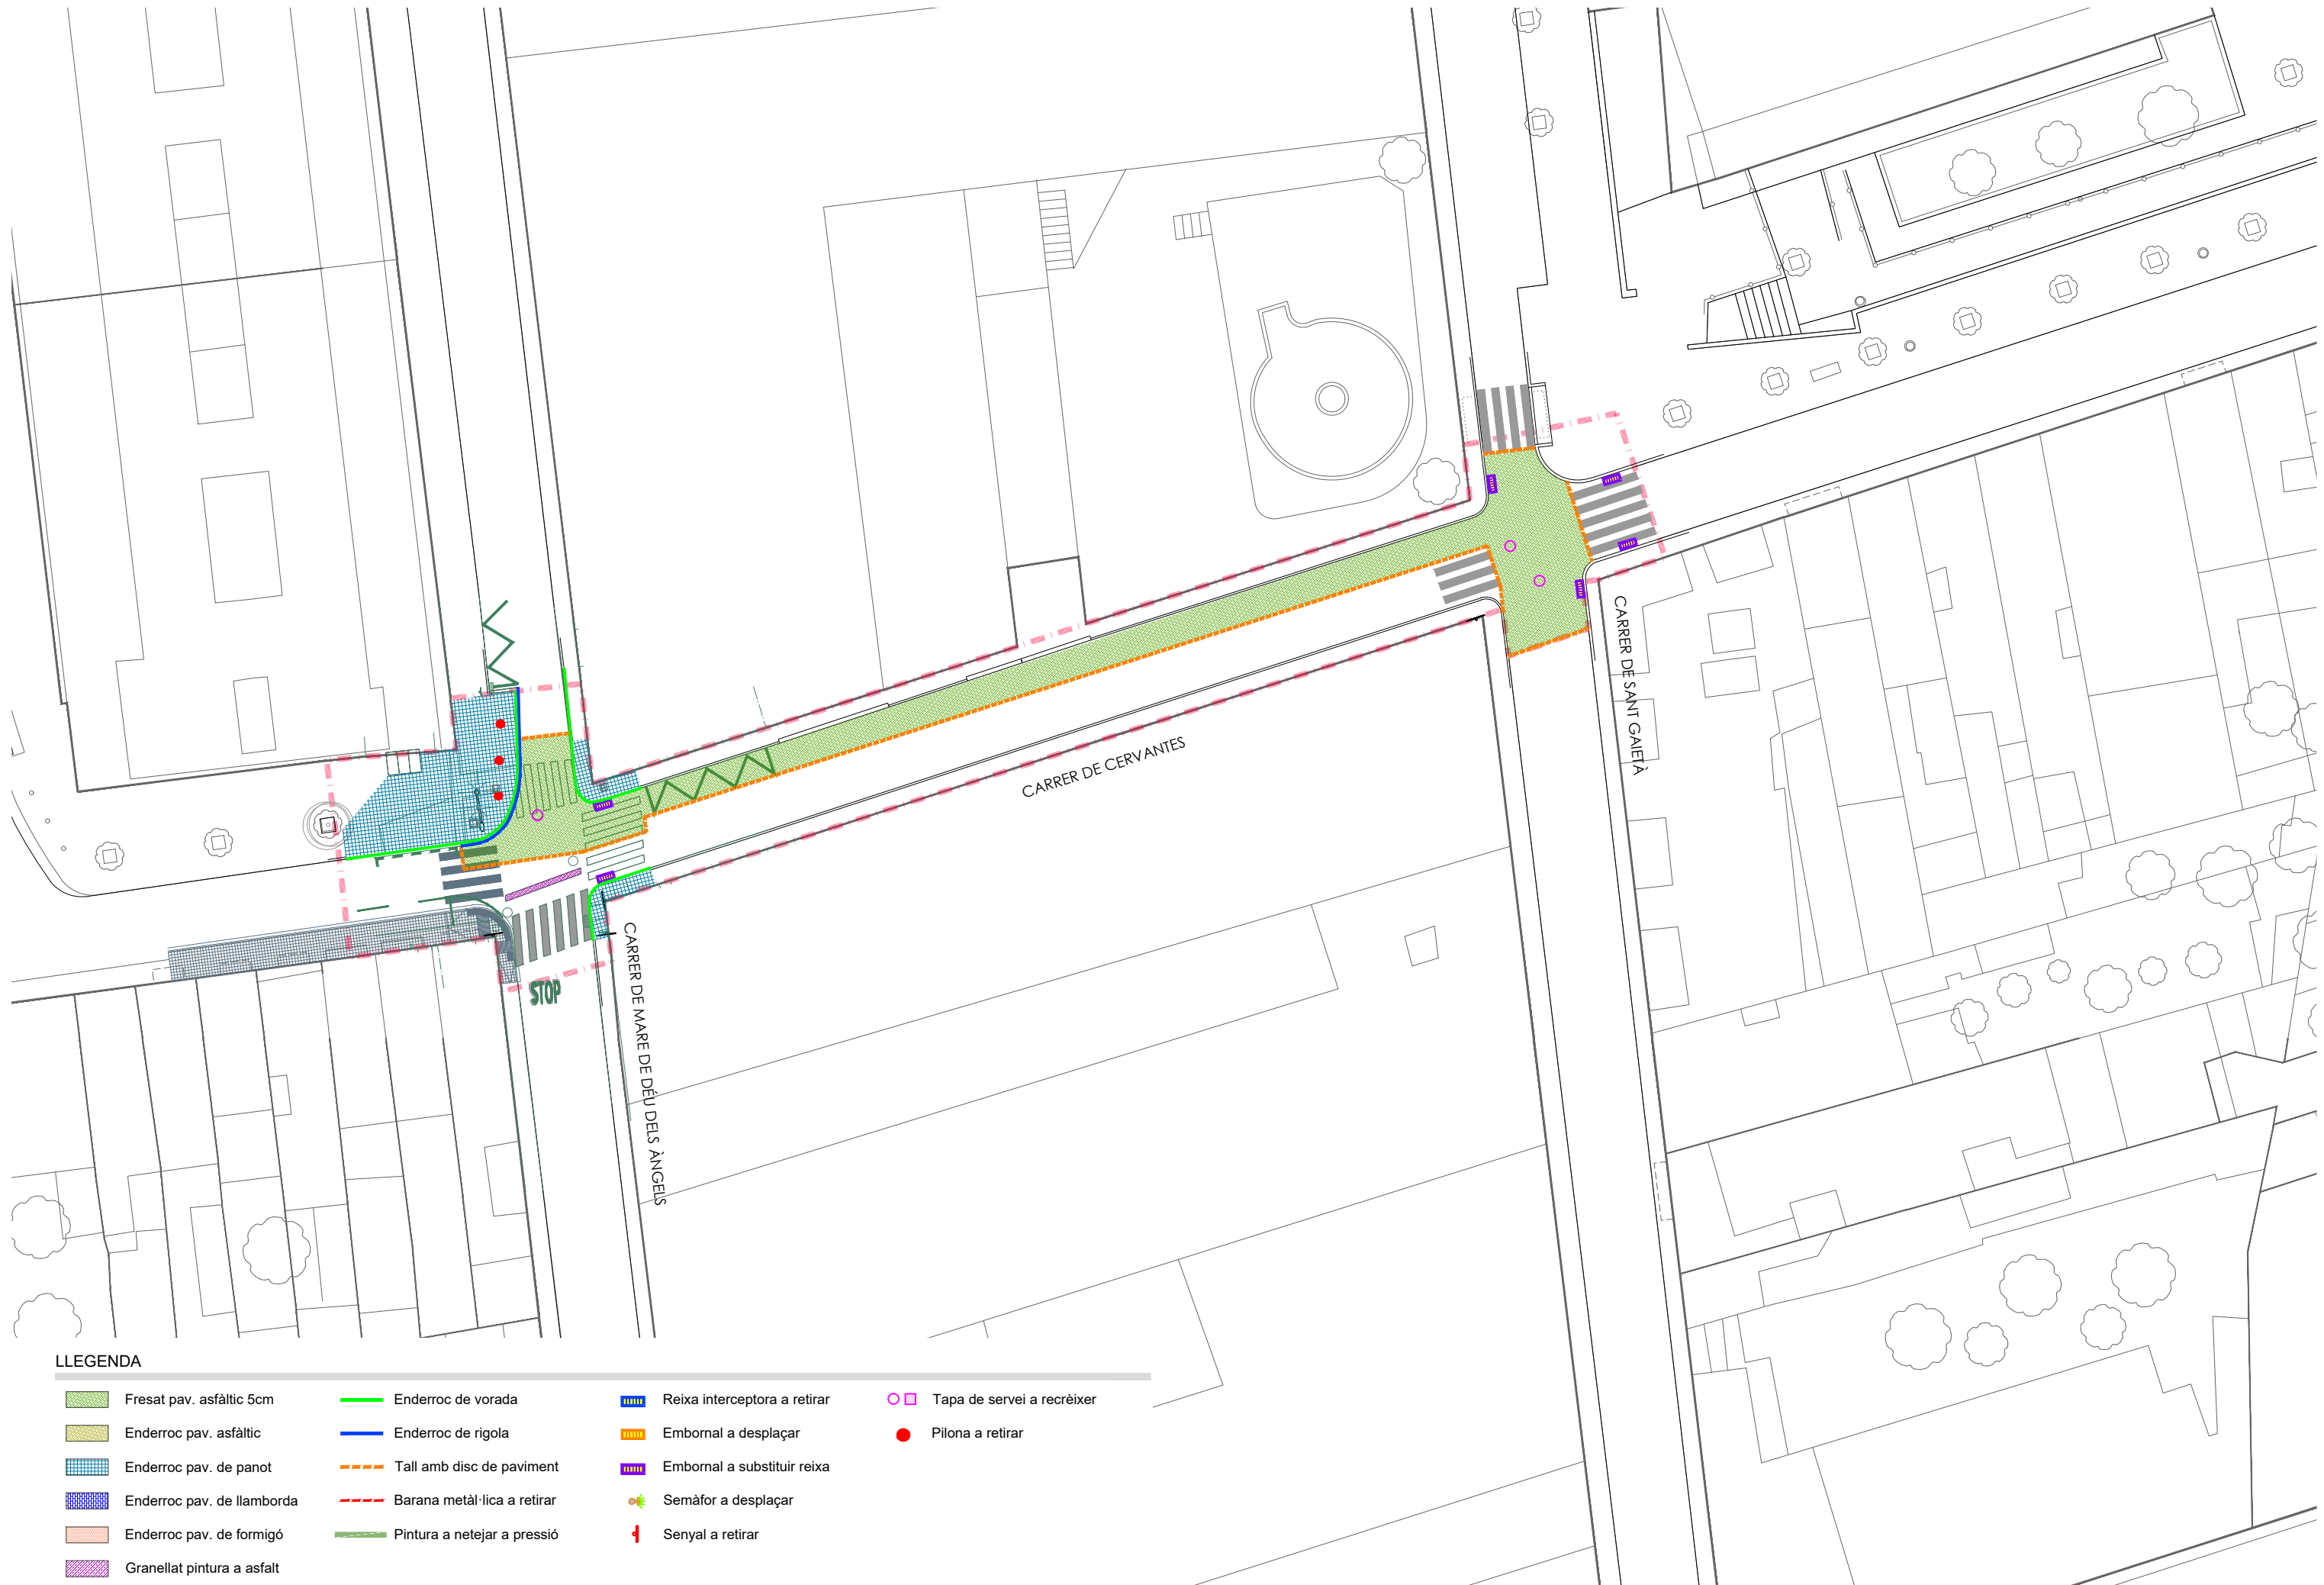 CARRER DE SANT GAIETÀ
CARRER DE CERVANTES
CARRER DE MARE DE DÉU DELS ÀNGELS
STOP
LLEGENDA
Fresat pav. asfàltic 5cm
Enderroc pav. asfàltic
Enderroc pav. de panot
Enderroc pav. de llamborda
Enderroc pav. de formigó
Granellat pintura a asfalt
Enderroc de vorada
Enderroc de rigola
Tall amb disc de paviment
Barana metàl·lica a retirar
Pintura a netejar a pressió
Reixa interceptora a retirar
Embornal a desplaçar
Embornal a substituir reixa
Semàfor a desplaçar
Senyal a retirar
Tapa de servei a recrèixer
Pilona a retirar